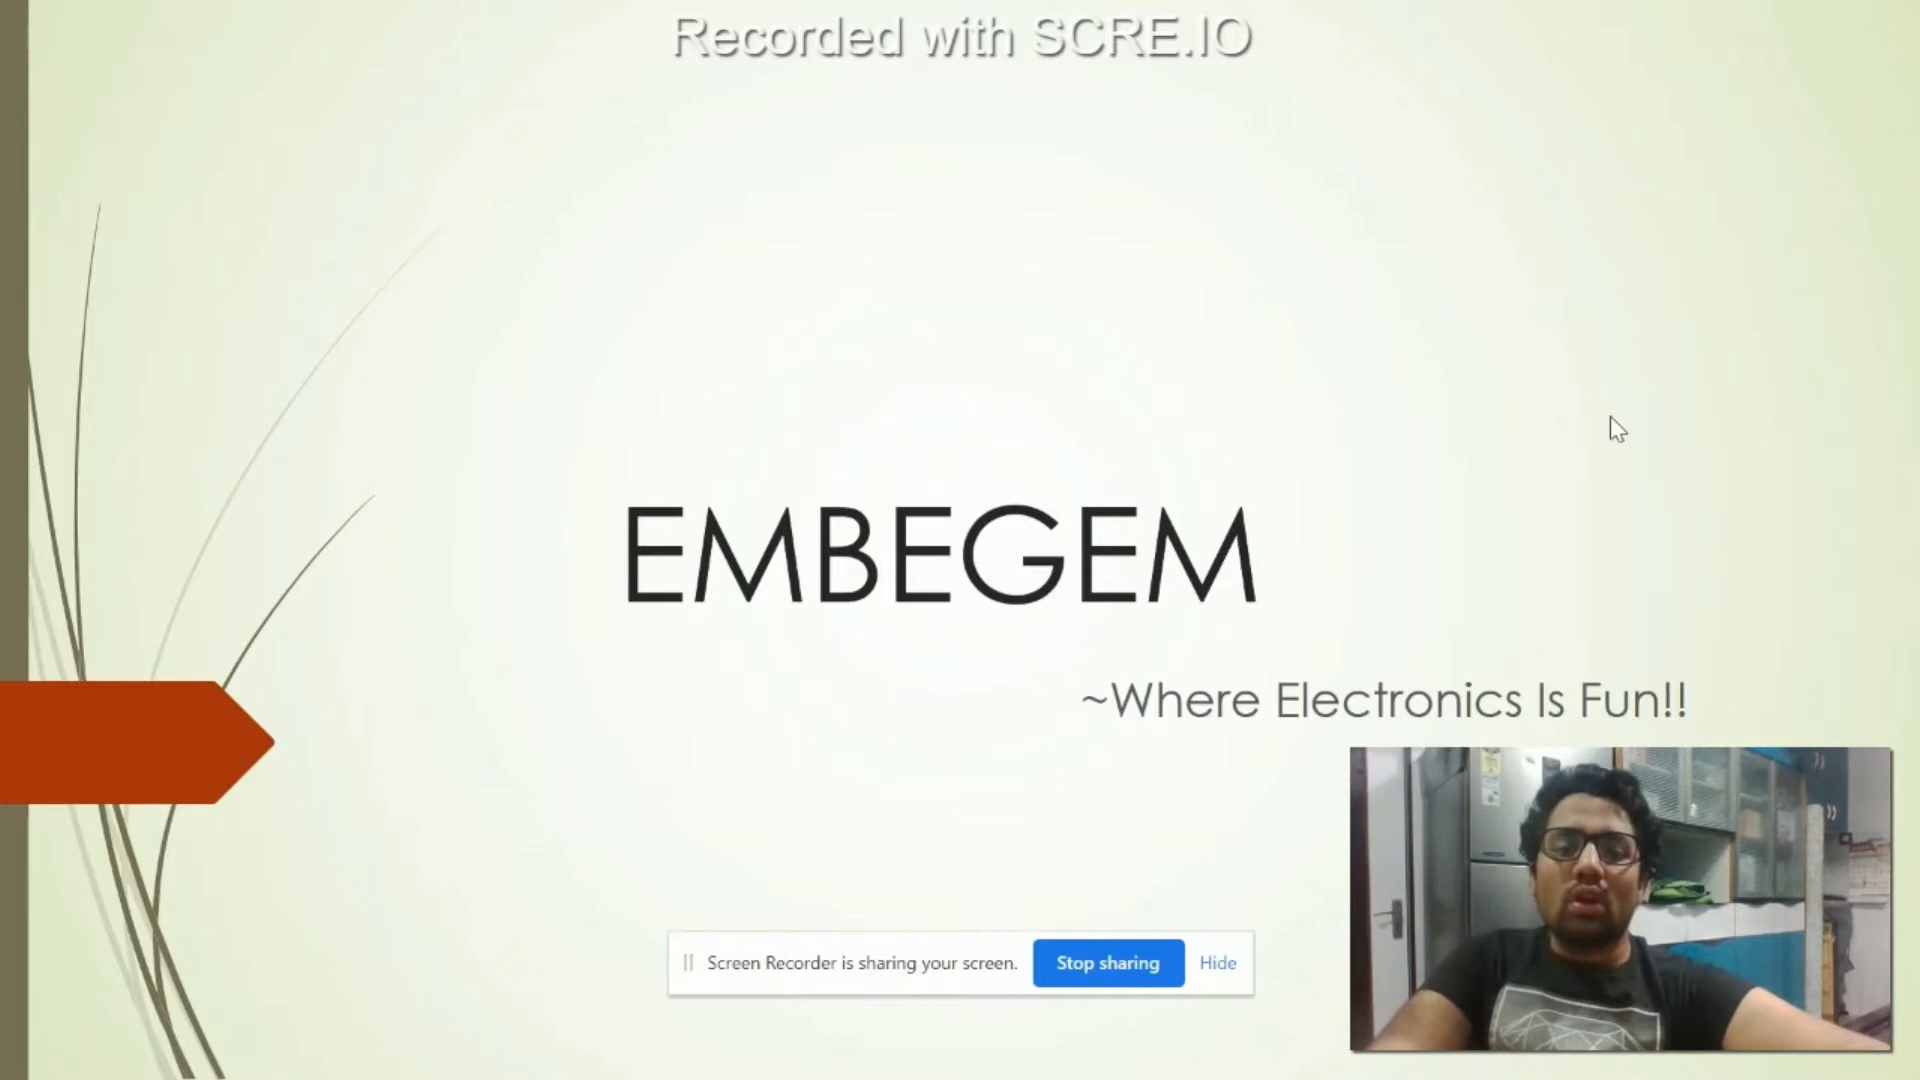 Recorded with SCRE.IO
EMBEGEM
~Where Electronics Is Fun!!
Screen Recorder is sharing your screen. Stop sharing Hide